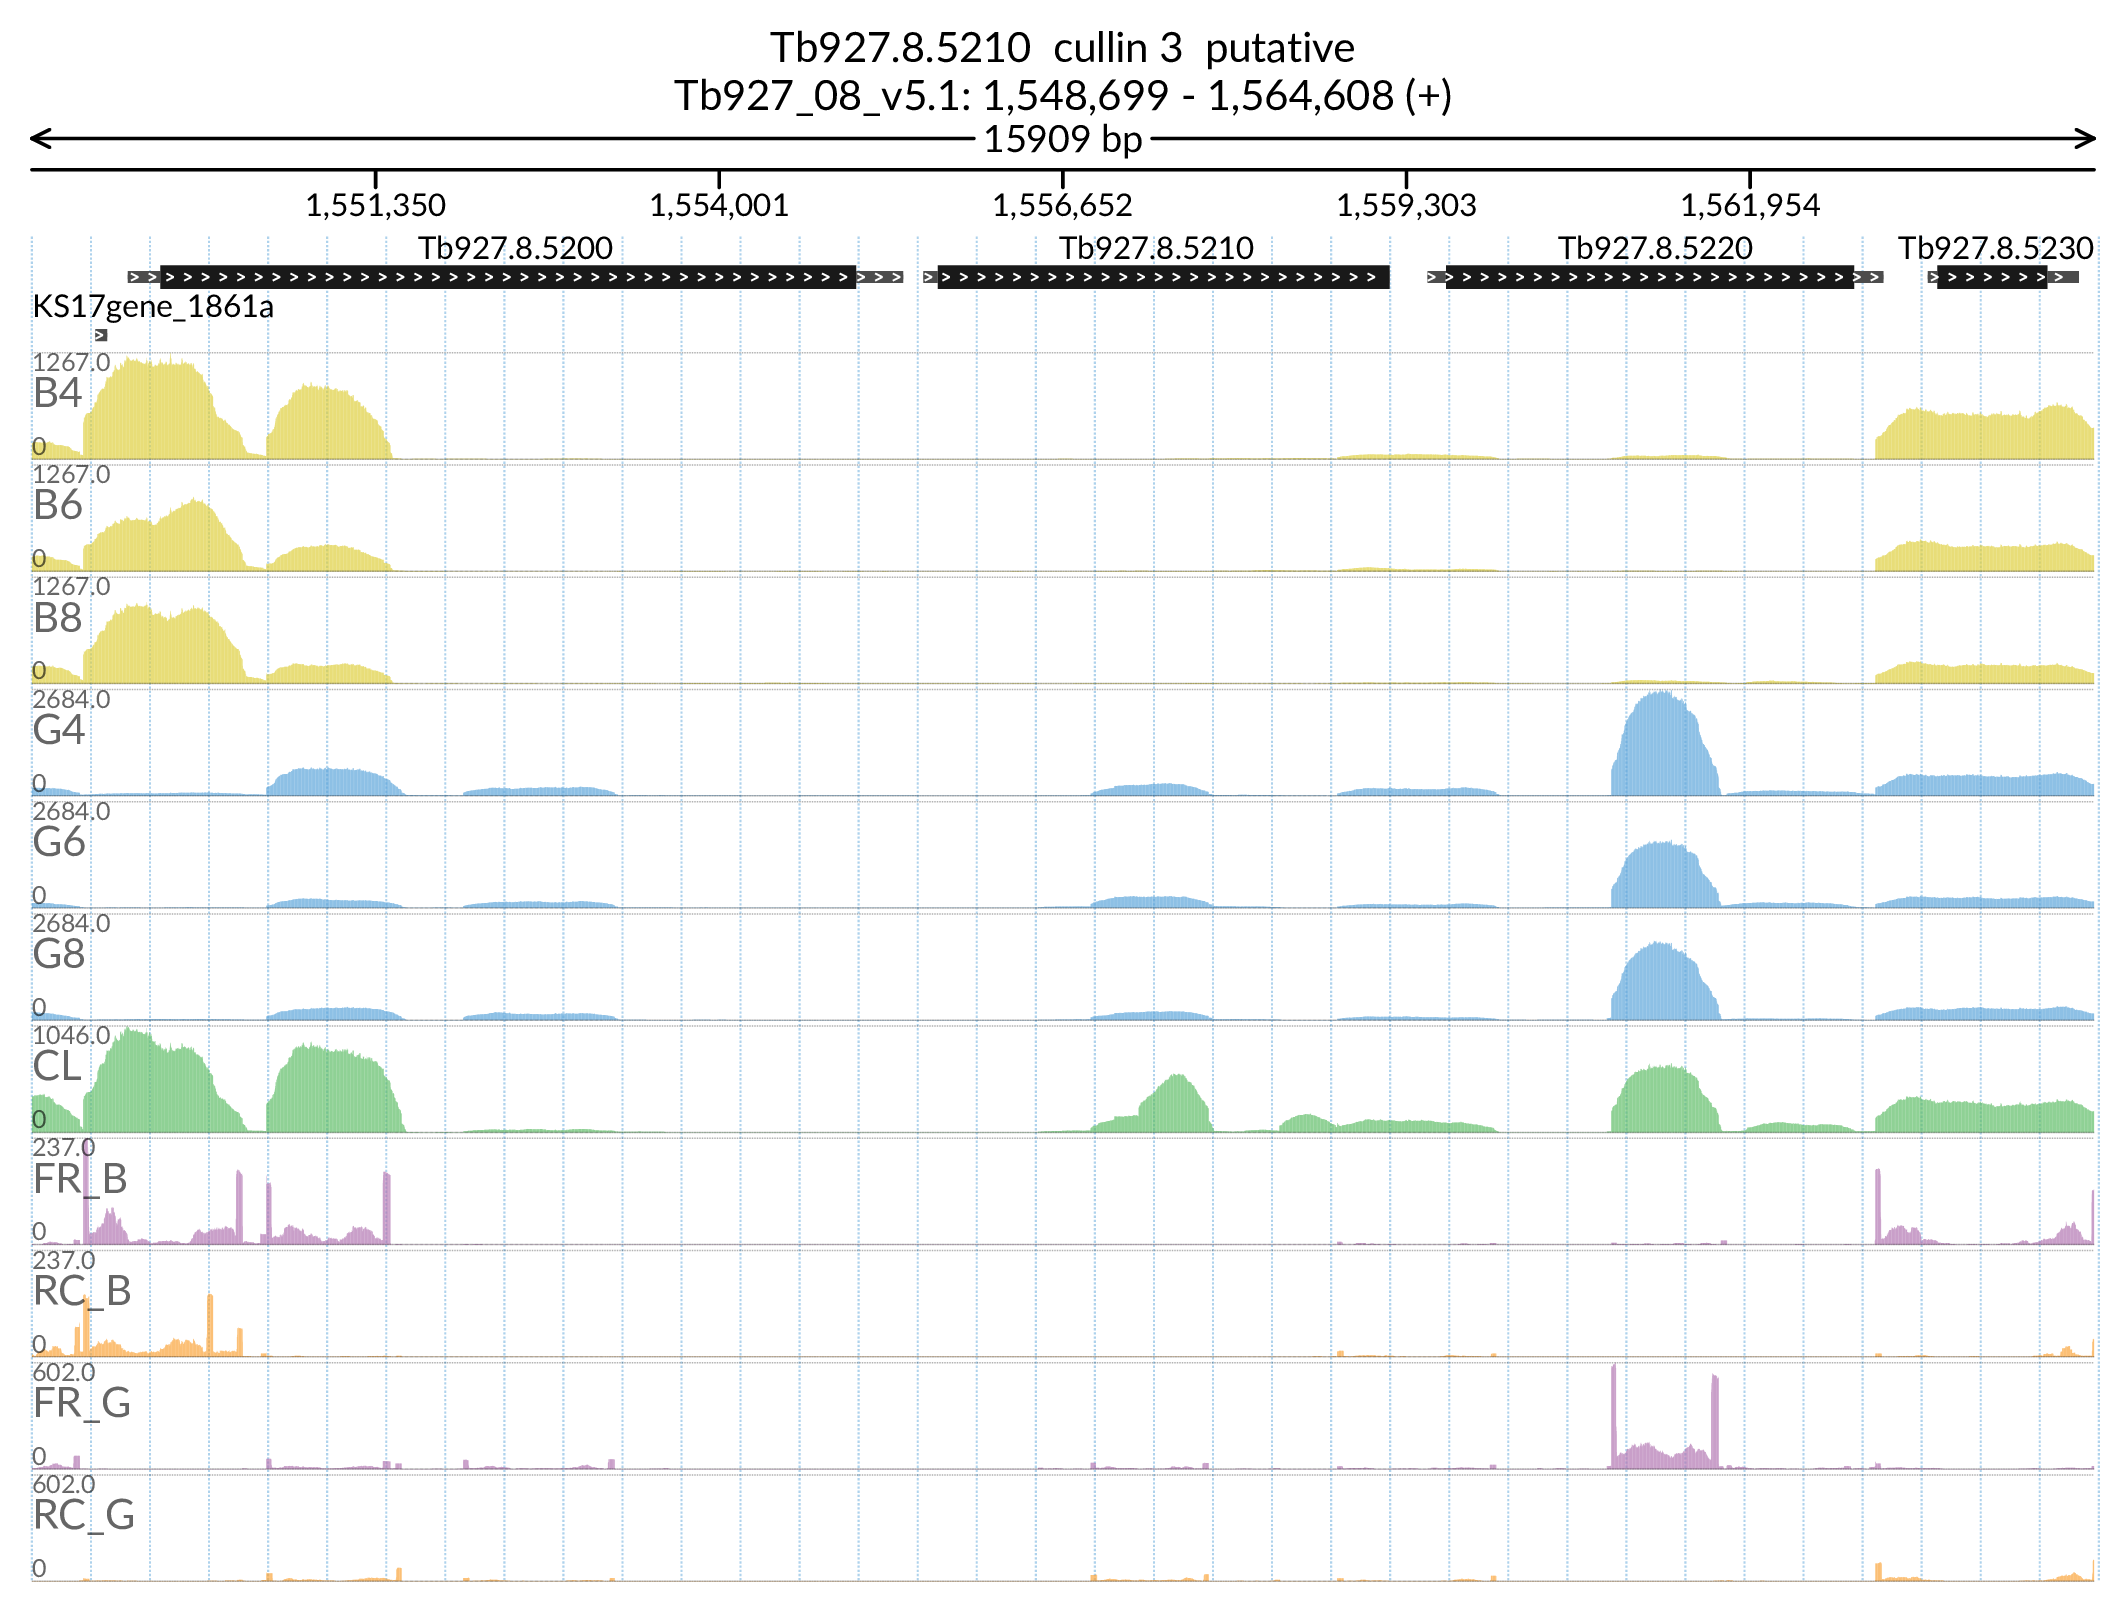 Tb927.8.5210 cullin 3 putative
Tb927_08_v5.1: 1,548,699 - 1,564,608 (+)
15909 bp
1,551,350 1,554,001 1,556,652 1,559,303 1,561,954
Tb927.8.5200 Tb927.8.5210 Tb927.8.5220 Tb927.8.5230
KS17gene_1861a
1267.0
B4
0
1267.0
B6
0
1267.0
B8
0
2684.0
G4
0
2684.0
G6
0
2684.0
G8
0
1046.0
CL
0
237.0
FR_B
0
237.0
RC_B
0
602.0
FR_G
0
602.0
RC_G
0